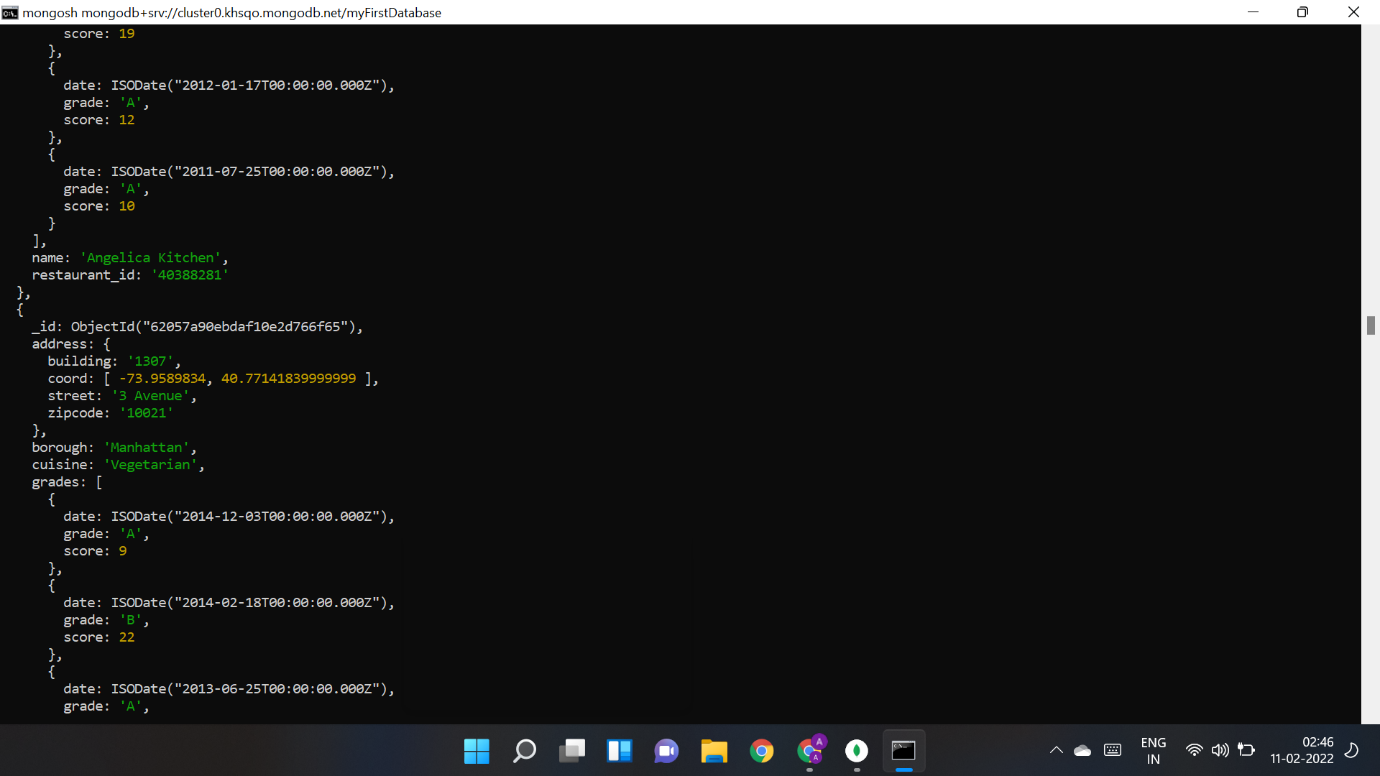 mongosh mongodb+srv://cluster0.khsqo.mongodb.net/myFirstDatabase
score: 19
},
{
date: ISODate("2012-01-17T00:00:00.000Z"),
grade: 'A',
score: 12
},
{
date: ISODate("2011-07-25T00:00:00.000Z"),
grade: 'A',
score: 10
}
],
name: 'Angelica Kitchen',
restaurant_id: '40388281'
},
{
_id: ObjectId("62057a90ebdaf10e2d766f65"),
address: {
building: '1307',
coord: [ -73.9589834, 40.77141839999999 ],
street: '3 Avenue',
zipcode: '10021'
},
borough: 'Manhattan',
cuisine: 'Vegetarian',
grades: [
{
date: ISODate("2014-12-03T00:00:00.000Z"),
grade: 'A',
score: 9
},
{
date: ISODate("2014-02-18T00:00:00.000Z"),
grade: 'B',
score: 22
},
{
date: ISODate("2013-06-25T00:00:00.000Z"),
grade: 'A',
ENG
IN
02:46
11-02-2022